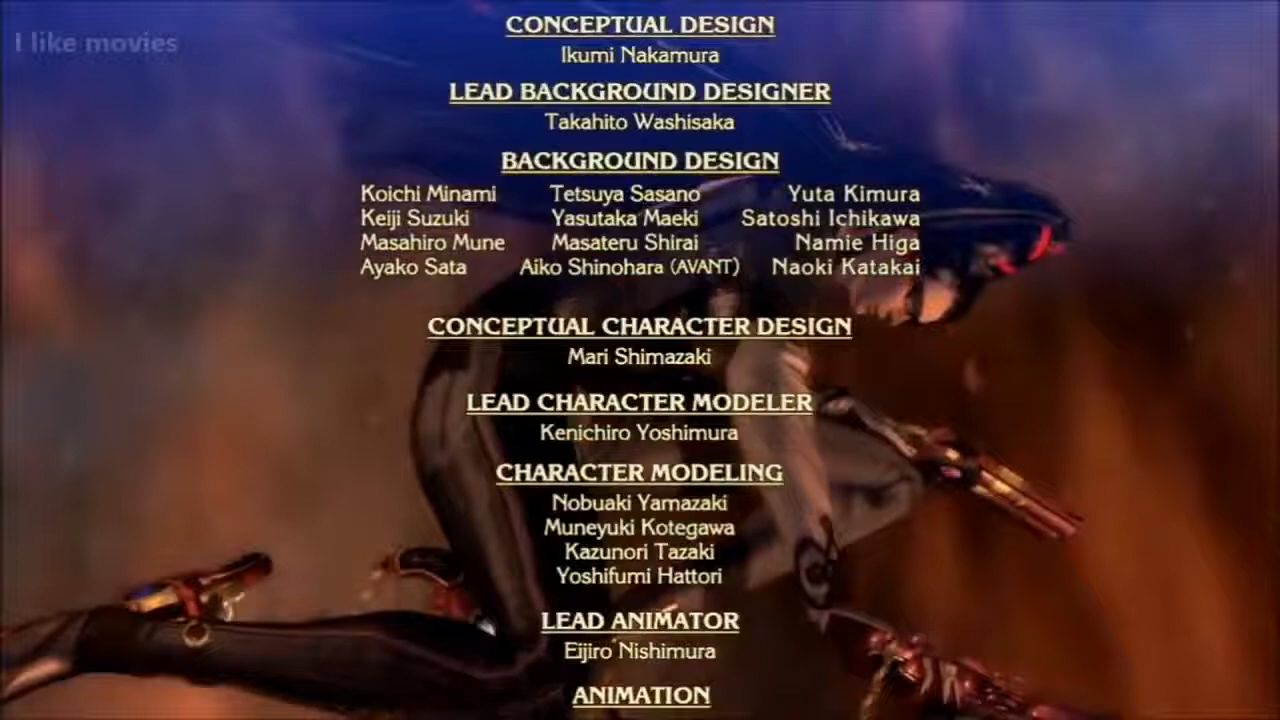 I like movies
CONCEPTUAL DESIGN
Ikumi Nakamura
LEAD BACKGROUND DESIGNER
Takahito Washisaka
BACKGROUND DESIGN
Koichi Minami Tetsuya Sasano Yuta Kimura
Keiji Suzuki Yasutaka Maeki Satoshi Ichikawa
Masahiro Mune Masateru Shirai Namie Higa
Ayako Sata Aiko Shinohara (AVANT) Naoki Katakai
CONCEPTUAL CHARACTER DESIGN
Mari Shimazaki
LEAD CHARACTER MODELER
Kenichiro Yoshimura
CHARACTER MODELING
Nobuaki Yamazaki
Muneyuki Kotegawa
Kazunori Tazaki
Yoshifumi Hattori
LEAD ANIMATOR
Eijiro Nishimura
ANIMATION